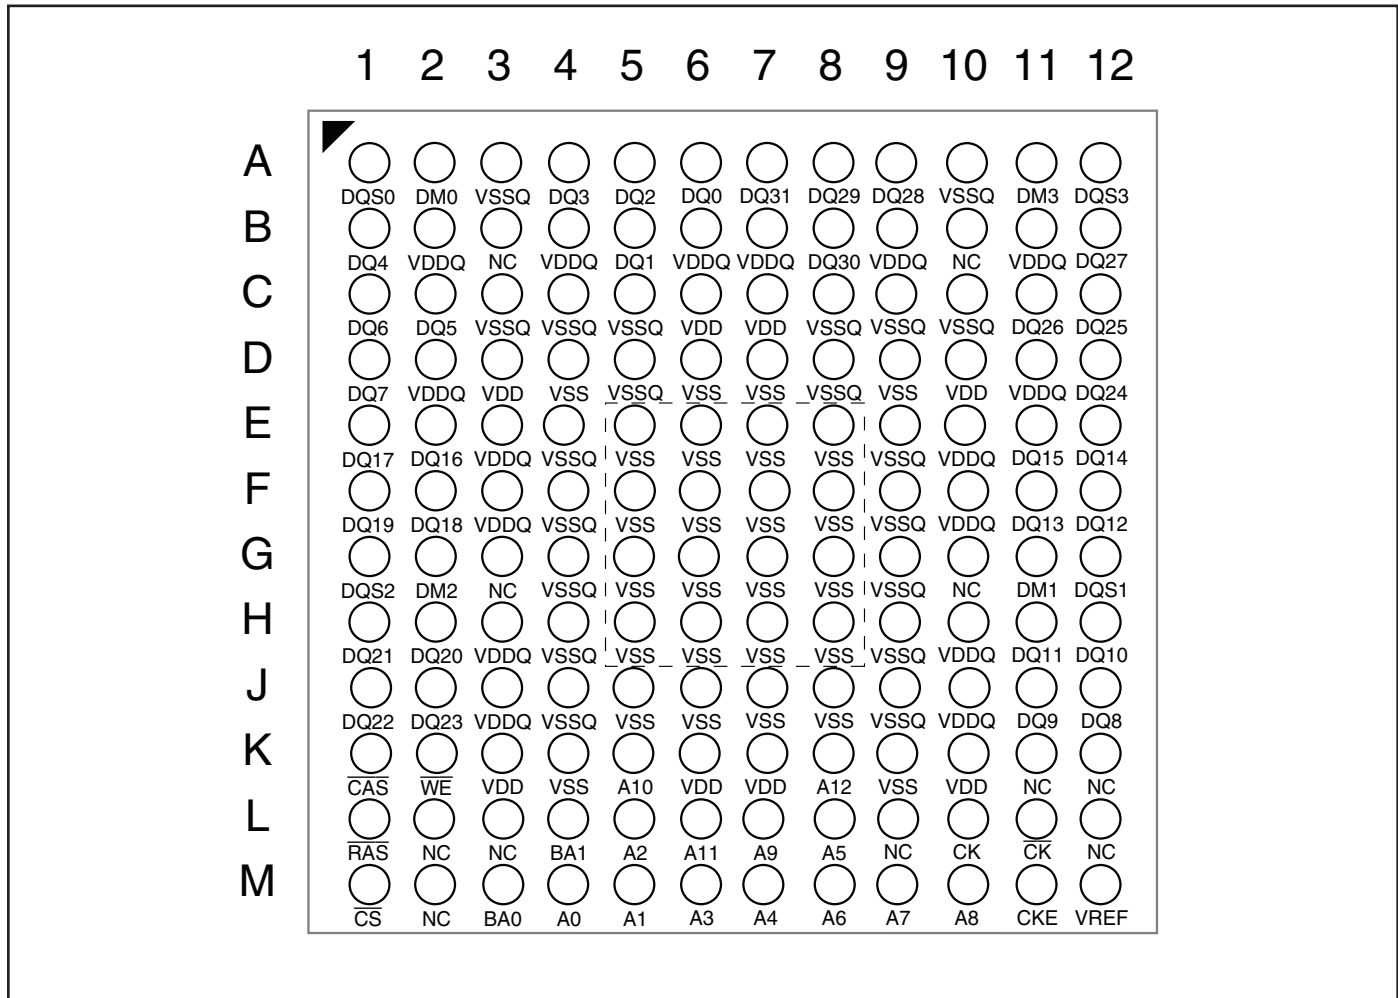 1 2 3 4 5 6 7 8 9 10 11 12
A
DQS0 DM0 VSSQ DQ3 DQ2 DQ0 DQ31 DQ29 DQ28 VSSQ DM3 DQS3
B
DQ4 VDDQ NC VDDQ DQ1 VDDQ VDDQ DQ30 VDDQ NC VDDQ DQ27
C
DQ6 DQ5 VSSQ VSSQ VSSQ VDD VDD VSSQ VSSQ VSSQ DQ26 DQ25
D
DQ7 VDDQ VDD VSS VSSQ VSS VSS VSSQ VSS VDD VDDQ DQ24
E
DQ17 DQ16 VDDQ VSSQ VSS VSS VSS VSS VSSQ VDDQ DQ15 DQ14
F
DQ19 DQ18 VDDQ VSSQ VSS VSS VSS VSS VSSQ VDDQ DQ13 DQ12
G
DQS2 DM2 NC VSSQ VSS VSS VSS VSS VSSQ NC DM1 DQS1
H
DQ21 DQ20 VDDQ VSSQ VSS VSS VSS VSS VSSQ VDDQ DQ11 DQ10
J
DQ22 DQ23 VDDQ VSSQ VSS VSS VSS VSS VSSQ VDDQ DQ9 DQ8
K
C̅A̅S̅ W̅E̅ VDD VSS A10 VDD VDD A12 VSS VDD NC NC
L
R̅A̅S̅ NC NC BA1 A2 A11 A9 A5 NC CK C̅K̅ NC
M
C̅S̅ NC BA0 A0 A1 A3 A4 A6 A7 A8 CKE VREF